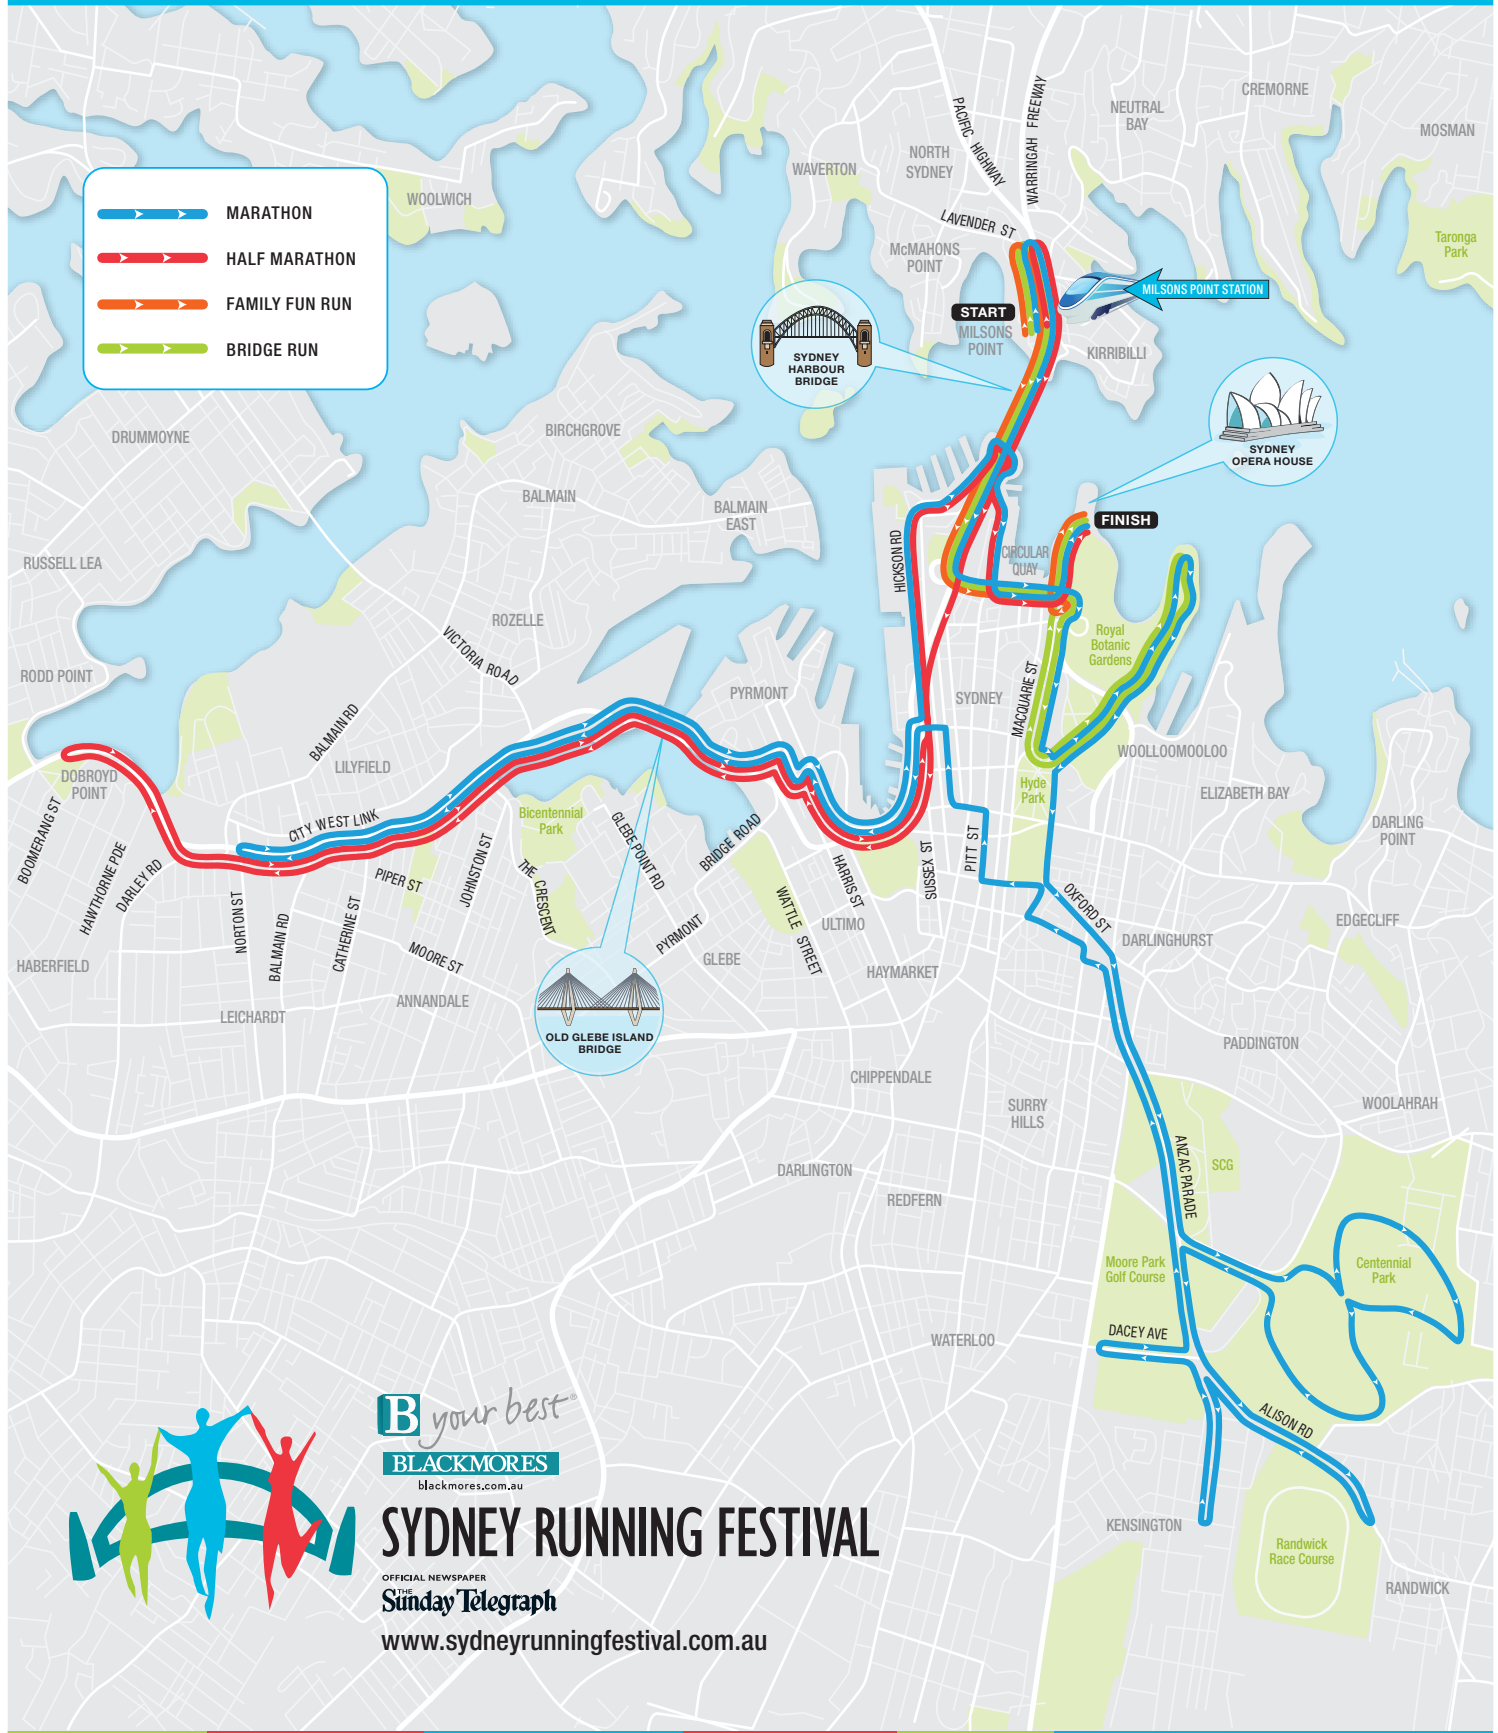 MARATHON
HALF MARATHON
FAMILY FUN RUN
BRIDGE RUN
WOOLWICH
WAVERTON
NORTH
SYDNEY
PACIFIC HIGHWAY
WARRINGAH FREEWAY
NEUTRAL
BAY
CREMORNE
MOSMAN
LAVENDER ST
McMAHONS
POINT
Taronga
Park
MILSONS POINT STATION
START
MILSONS
POINT
KIRRIBILLI
SYDNEY
HARBOUR
BRIDGE
SYDNEY
OPERA HOUSE
DRUMMOYNE
BIRCHGROVE
BALMAIN
BALMAIN
EAST
FINISH
RUSSELL LEA
HICKSON RD
CIRCULAR
QUAY
ROZELLE
VICTORIA ROAD
Royal
Botanic
Gardens
RODD POINT
PYRMONT
SYDNEY
MACQUARIE ST
BALMAIN RD
LILYFIELD
WOOLLOOMOOLOO
DOBROYD
POINT
Hyde
Park
ELIZABETH BAY
BOOMERANG ST
CITY WEST LINK
Bicentennial
Park
GLEBE POINT RD
BRIDGE ROAD
DARLING
POINT
HAWTHORNE PDE
DARLEY RD
PIPER ST
JOHNSTON ST
THE CRESCENT
HARRIS ST
SUSSEX ST
PITT ST
NORTON ST
BALMAIN RD
CATHERINE ST
MOORE ST
PYRMONT
WATTLE STREET
ULTIMO
OXFORD ST
DARLINGHURST
EDGECLIFF
HABERFIELD
GLEBE
HAYMARKET
LEICHARDT
ANNANDALE
OLD GLEBE ISLAND
BRIDGE
PADDINGTON
CHIPPENDALE
SURRY
HILLS
WOOLAHRAH
DARLINGTON
REDFERN
ANZAC PARADE
SCG
Moore Park
Golf Course
Centennial
Park
WATERLOO
DACEY AVE
ALISON RD
KENSINGTON
Randwick
Race Course
RANDWICK
B your best®
BLACKMORES
blackmores.com.au
SYDNEY RUNNING FESTIVAL
OFFICIAL NEWSPAPER
THE
Sunday Telegraph
www.sydneyrunningfestival.com.au